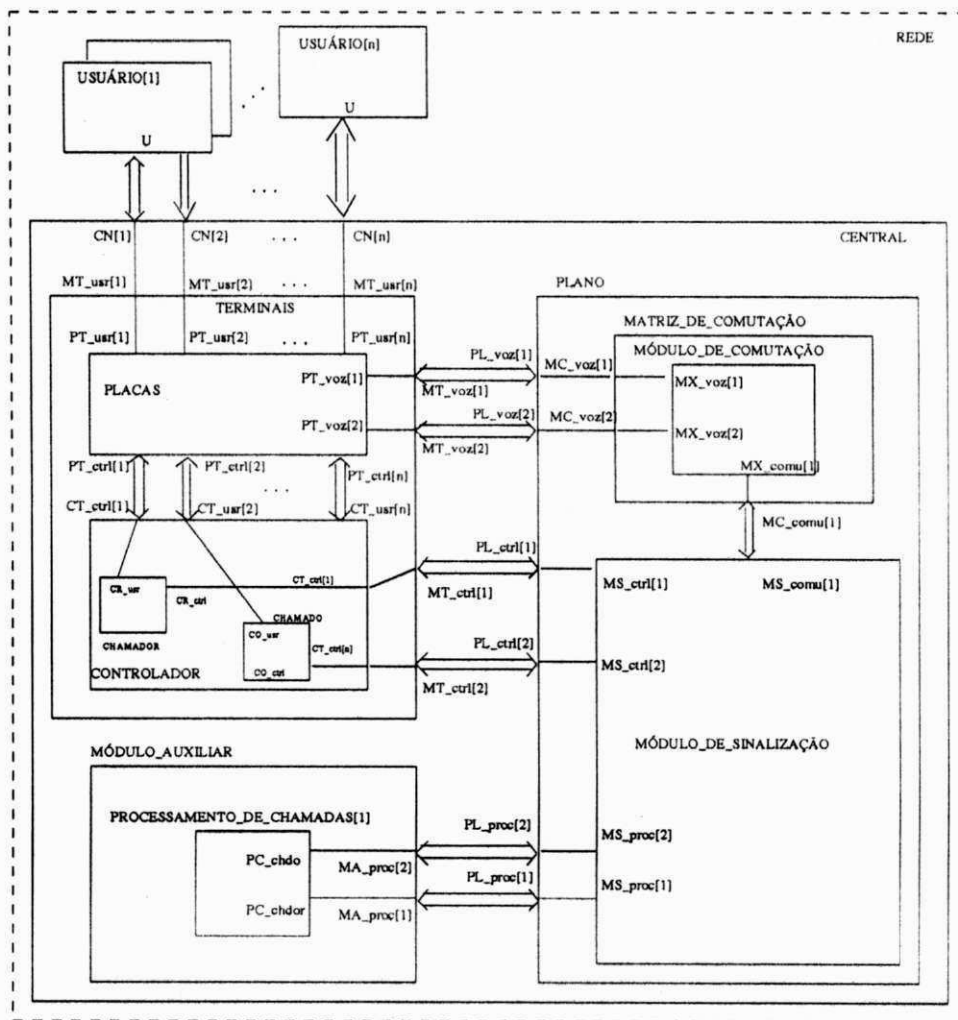 REDE
USUÁRIO[n]
USUÁRIO[1]
. . .
U
U
. . .
CN[1] CN[2] . . . CN[n] CENTRAL
MT_usr[1] MT_usr[2] . . . MT_usr[n] PLANO
TERMINAIS
MATRIZ_DE_COMUTAÇÃO
PT_usr[1] PT_usr[2] . . . PT_usr[n]
MÓDULO_DE_COMUTAÇÃO
PL_voz[1] MC_voz[1]
PT_voz[1] MX_voz[1]
PLACAS MT_voz[1]
PL_voz[2] MC_voz[2]
PT_voz[2] MX_voz[2]
MT_voz[2]
PT_ctrl[1] PT_ctrl[2] PT_ctrl[n] MX_comu[1]
. . .
CT_ctrl[1] CT_usr[2] CT_usr[n] MC_comu[1]
PL_ctrl[1]
CR_usr CT_ctrl[1] MS_ctrl[1] MS_comu[1]
CR_ctrl MT_ctrl[1]
CHAMADO
CO_usr
CHAMADOR CT_ctrl[n] PL_ctrl[2]
MS_ctrl[2]
CONTROLADOR CO_ctrl
MT_ctrl[2]
MÓDULO_DE_SINALIZAÇÃO
MÓDULO_AUXILIAR
PROCESSAMENTO_DE_CHAMADAS[1]
PL_proc[2] MS_proc[2]
PC_chdo MA_proc[2]
PL_proc[1] MS_proc[1]
PC_chdor MA_proc[1]